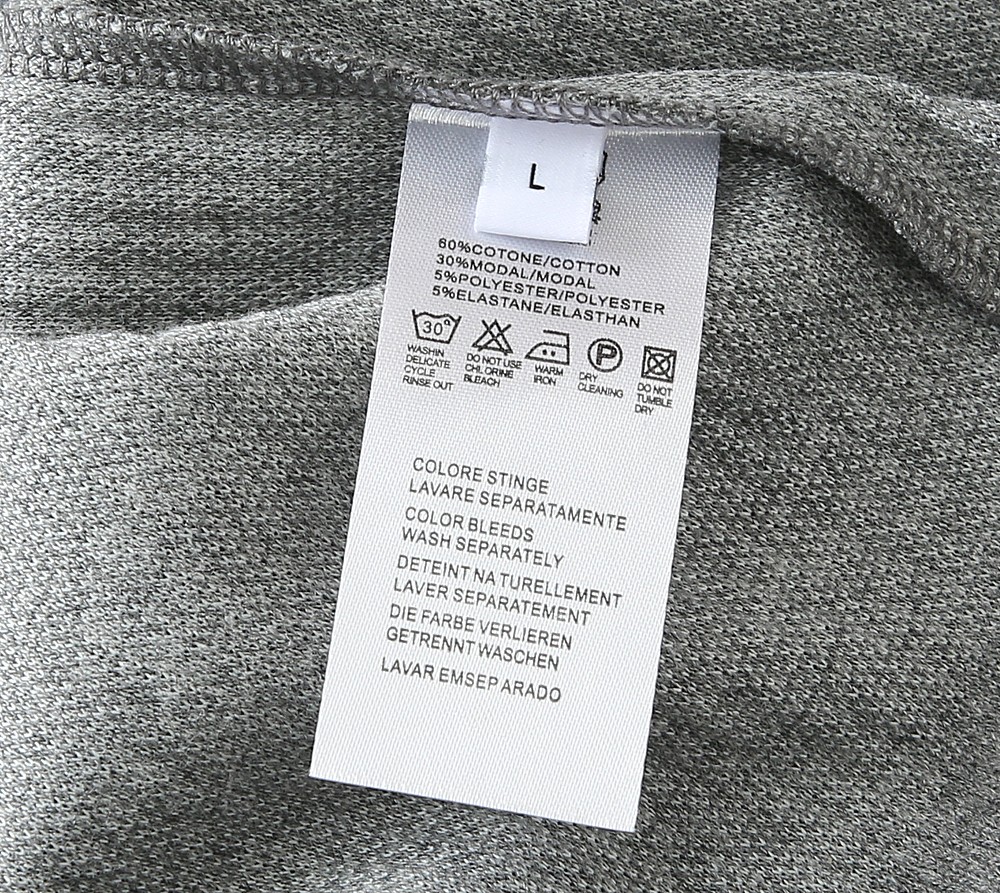 L
60%COTONE/COTTON
30%MODAL/MODAL
5%POLYESTER/POLYESTER
5%ELASTANE/ELASTHAN
30°
P
WASHIN
DELICATE
CYCLE
RINSE OUT
DO NOT USE
CHLORINE
BLEACH
WARM
IRON
DRY
CLEANING
DO NOT
TUMBLE
DRY
COLORE STINGE
LAVARE SEPARATAMENTE
COLOR BLEEDS
WASH SEPARATELY
DETEINT NA TURELLEMENT
LAVER SEPARATEMENT
DIE FARBE VERLIEREN
GETRENNT WASCHEN
LAVAR EMSEP ARADO